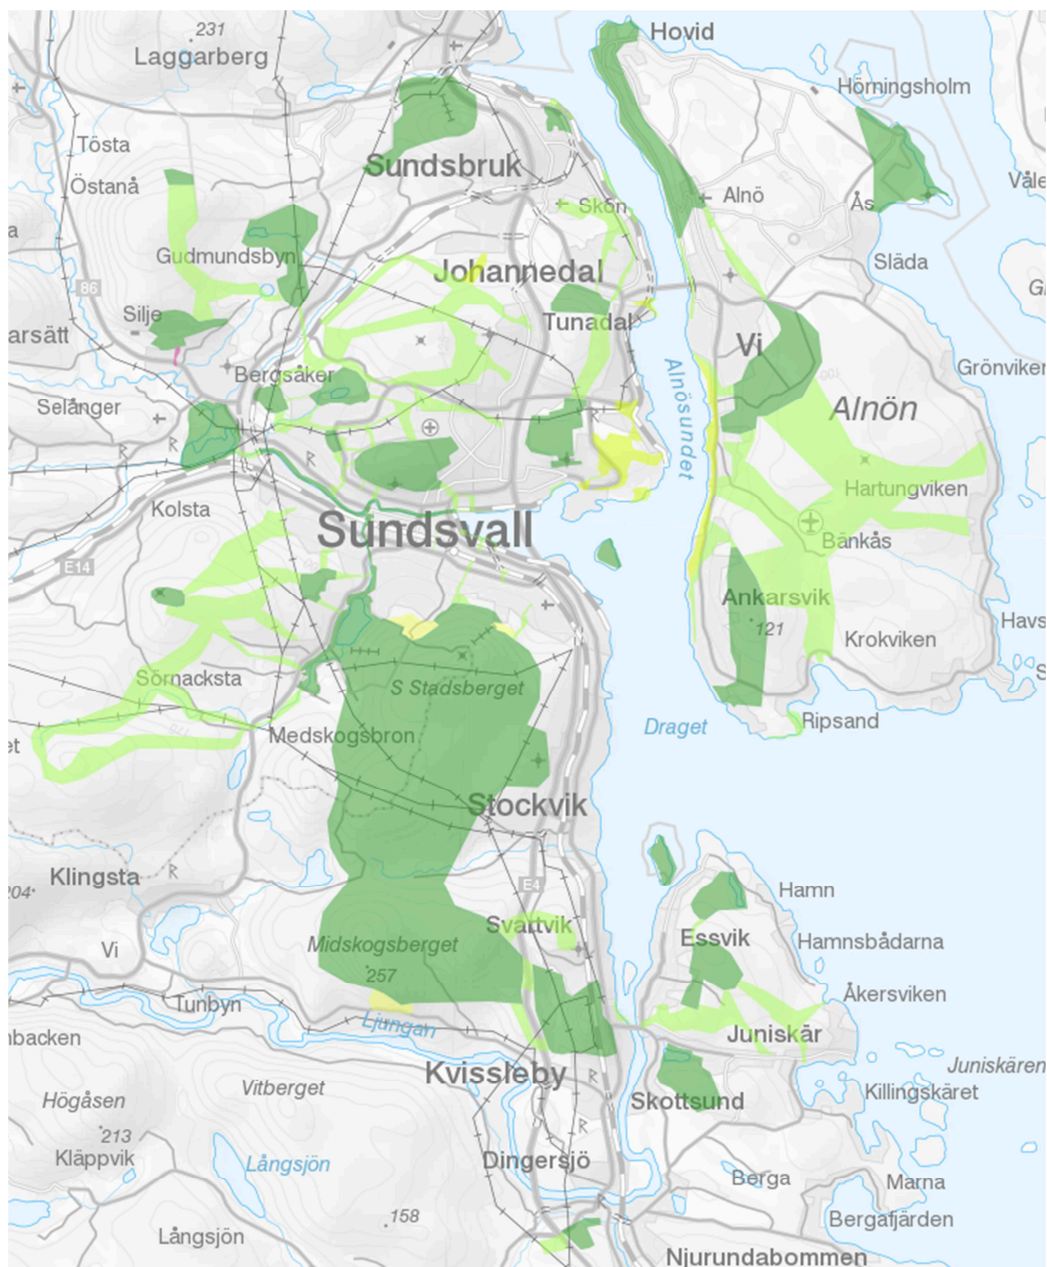 231
Hovid
Laggarberg
Hörningsholm
Tösta
Sundsbruk
Östanå
Alnö
Skön
Ås
a
Gudmundsbyn
Släda
Johannedal
86
Silje
Tunadal
arsätt
Vi
Grönviken
Bergsåker
Selånger
Alnösundet
Alnön
Hartungviken
Kolsta
Sundsvall
Bänkås
E14
Ankarsvik
121
Krokviken
Sörnacksta
S Stadsberget
Ripsand
Draget
Medskogsbron
et
Stockvik
Klingsta
E4
Hamn
204
Svartvik
Essvik
Midskogsberget
Hamnsbådarna
Vi
257
Åkersviken
Tunbyn
Ljungan
Juniskär
nbacken
Juniskären
Kvissleby
Vitberget
Killingskäret
Högåsen
Skottsund
213
Kläppvik
Långsjön
Dingersjö
Berga
Marna
158
Bergafjärden
Långsjön
Njurundabommen